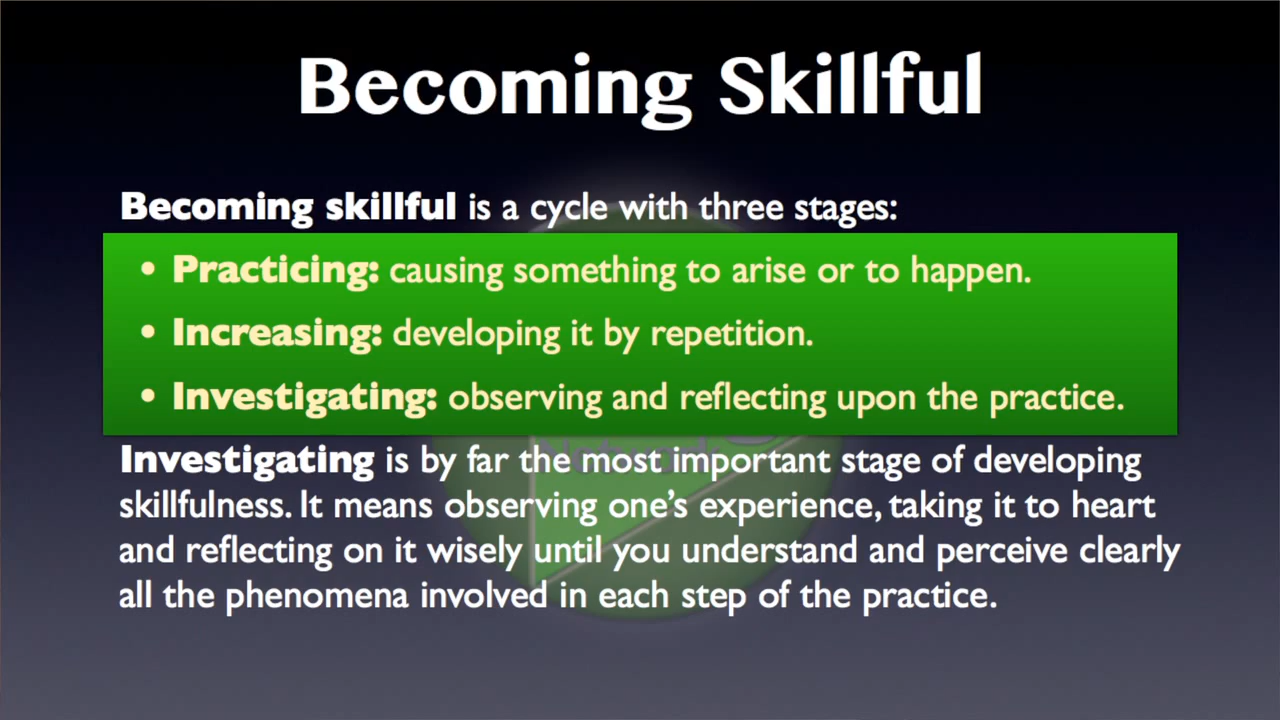 Becoming Skillful
Becoming skillful is a cycle with three stages:
• Practicing: causing something to arise or to happen.
• Increasing: developing it by repetition.
• Investigating: observing and reflecting upon the practice.
Investigating is by far the most important stage of developing
skillfulness. It means observing one’s experience, taking it to heart
and reflecting on it wisely until you understand and perceive clearly
all the phenomena involved in each step of the practice.